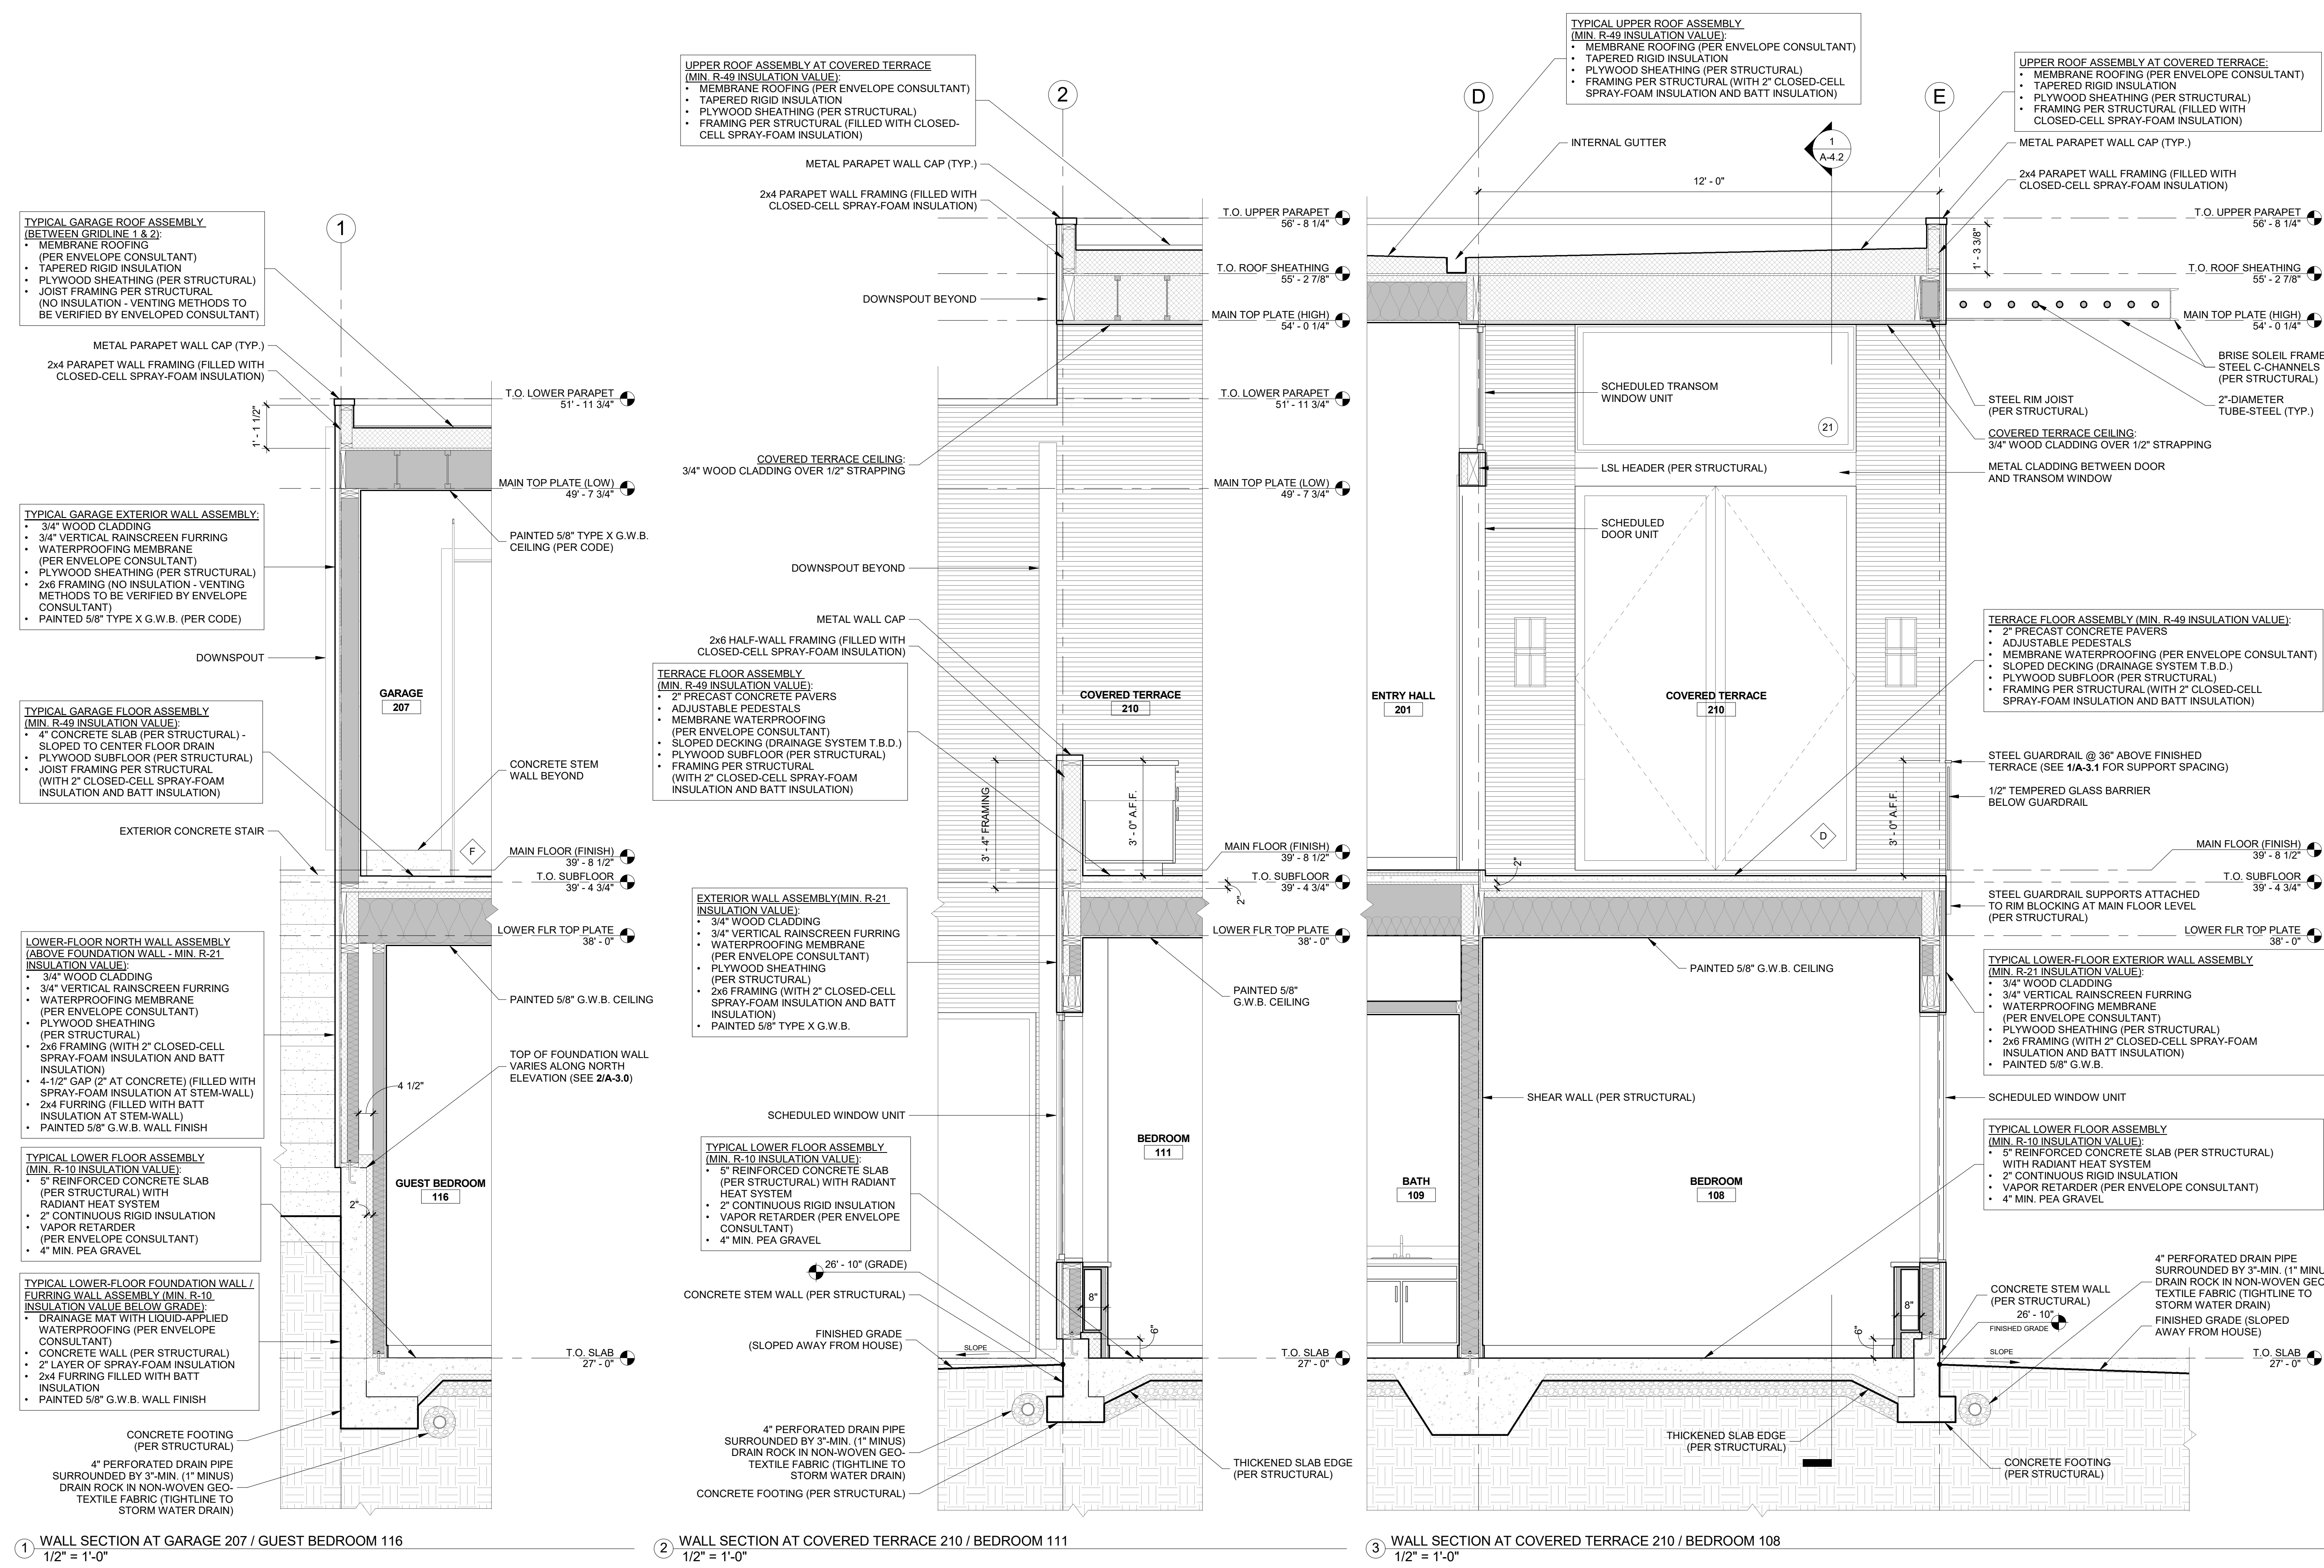 1
TYPICAL GARAGE ROOF ASSEMBLY
(BETWEEN GRIDLINE 1 & 2):
• MEMBRANE ROOFING
(PER ENVELOPE CONSULTANT)
• TAPERED RIGID INSULATION
• PLYWOOD SHEATHING (PER STRUCTURAL)
• JOIST FRAMING PER STRUCTURAL
(NO INSULATION - VENTING METHODS TO
BE VERIFIED BY ENVELOPED CONSULTANT)
METAL PARAPET WALL CAP (TYP.)
2x4 PARAPET WALL FRAMING (FILLED WITH
CLOSED-CELL SPRAY-FOAM INSULATION)
1' - 1 1/2"
T.O. LOWER PARAPET
51' - 11 3/4"
MAIN TOP PLATE (LOW)
49' - 7 3/4"
TYPICAL GARAGE EXTERIOR WALL ASSEMBLY:
• 3/4" WOOD CLADDING
• 3/4" VERTICAL RAINSCREEN FURRING
• WATERPROOFING MEMBRANE
(PER ENVELOPE CONSULTANT)
• PLYWOOD SHEATHING (PER STRUCTURAL)
• 2x6 FRAMING (NO INSULATION - VENTING
METHODS TO BE VERIFIED BY ENVELOPE
CONSULTANT)
• PAINTED 5/8" TYPE X G.W.B. (PER CODE)
PAINTED 5/8" TYPE X G.W.B.
CEILING (PER CODE)
DOWNSPOUT
GARAGE
207
TYPICAL GARAGE FLOOR ASSEMBLY
(MIN. R-49 INSULATION VALUE):
• 4" CONCRETE SLAB (PER STRUCTURAL) -
SLOPED TO CENTER FLOOR DRAIN
• PLYWOOD SUBFLOOR (PER STRUCTURAL)
• JOIST FRAMING PER STRUCTURAL
(WITH 2" CLOSED-CELL SPRAY-FOAM
INSULATION AND BATT INSULATION)
CONCRETE STEM
WALL BEYOND
EXTERIOR CONCRETE STAIR
F
MAIN FLOOR (FINISH)
39' - 8 1/2"
T.O. SUBFLOOR
39' - 4 3/4"
LOWER FLR TOP PLATE
38' - 0"
LOWER-FLOOR NORTH WALL ASSEMBLY
(ABOVE FOUNDATION WALL - MIN. R-21
INSULATION VALUE):
• 3/4" WOOD CLADDING
• 3/4" VERTICAL RAINSCREEN FURRING
• WATERPROOFING MEMBRANE
(PER ENVELOPE CONSULTANT)
• PLYWOOD SHEATHING
(PER STRUCTURAL)
• 2x6 FRAMING (WITH 2" CLOSED-CELL
SPRAY-FOAM INSULATION AND BATT
INSULATION)
• 4-1/2" GAP (2" AT CONCRETE) (FILLED WITH
SPRAY-FOAM INSULATION AT STEM-WALL)
• 2x4 FURRING (FILLED WITH BATT
INSULATION AT STEM-WALL)
• PAINTED 5/8" G.W.B. WALL FINISH
PAINTED 5/8" G.W.B. CEILING
TOP OF FOUNDATION WALL
VARIES ALONG NORTH
ELEVATION (SEE 2/A-3.0)
4 1/2"
TYPICAL LOWER FLOOR ASSEMBLY
(MIN. R-10 INSULATION VALUE):
• 5" REINFORCED CONCRETE SLAB
(PER STRUCTURAL) WITH
RADIANT HEAT SYSTEM
• 2" CONTINUOUS RIGID INSULATION
• VAPOR RETARDER
(PER ENVELOPE CONSULTANT)
• 4" MIN. PEA GRAVEL
GUEST BEDROOM
116
2"
TYPICAL LOWER-FLOOR FOUNDATION WALL /
FURRING WALL ASSEMBLY (MIN. R-10
INSULATION VALUE BELOW GRADE):
• DRAINAGE MAT WITH LIQUID-APPLIED
WATERPROOFING (PER ENVELOPE
CONSULTANT)
• CONCRETE WALL (PER STRUCTURAL)
• 2" LAYER OF SPRAY-FOAM INSULATION
• 2x4 FURRING FILLED WITH BATT
INSULATION
• PAINTED 5/8" G.W.B. WALL FINISH
T.O. SLAB
27' - 0"
CONCRETE FOOTING
(PER STRUCTURAL)
4" PERFORATED DRAIN PIPE
SURROUNDED BY 3"-MIN. (1" MINUS)
DRAIN ROCK IN NON-WOVEN GEO-
TEXTILE FABRIC (TIGHTLINE TO
STORM WATER DRAIN)
1 WALL SECTION AT GARAGE 207 / GUEST BEDROOM 116
1/2" = 1'-0"
UPPER ROOF ASSEMBLY AT COVERED TERRACE
(MIN. R-49 INSULATION VALUE):
• MEMBRANE ROOFING (PER ENVELOPE CONSULTANT)
• TAPERED RIGID INSULATION
• PLYWOOD SHEATHING (PER STRUCTURAL)
• FRAMING PER STRUCTURAL (FILLED WITH CLOSED-
CELL SPRAY-FOAM INSULATION)
2
METAL PARAPET WALL CAP (TYP.)
2x4 PARAPET WALL FRAMING (FILLED WITH
CLOSED-CELL SPRAY-FOAM INSULATION)
T.O. UPPER PARAPET
56' - 8 1/4"
T.O. ROOF SHEATHING
55' - 2 7/8"
DOWNSPOUT BEYOND
MAIN TOP PLATE (HIGH)
54' - 0 1/4"
T.O. LOWER PARAPET
51' - 11 3/4"
COVERED TERRACE CEILING:
3/4" WOOD CLADDING OVER 1/2" STRAPPING
MAIN TOP PLATE (LOW)
49' - 7 3/4"
DOWNSPOUT BEYOND
METAL WALL CAP
2x6 HALF-WALL FRAMING (FILLED WITH
CLOSED-CELL SPRAY-FOAM INSULATION)
TERRACE FLOOR ASSEMBLY
(MIN. R-49 INSULATION VALUE):
• 2" PRECAST CONCRETE PAVERS
• ADJUSTABLE PEDESTALS
• MEMBRANE WATERPROOFING
(PER ENVELOPE CONSULTANT)
• SLOPED DECKING (DRAINAGE SYSTEM T.B.D.)
• PLYWOOD SUBFLOOR (PER STRUCTURAL)
• FRAMING PER STRUCTURAL
(WITH 2" CLOSED-CELL SPRAY-FOAM
INSULATION AND BATT INSULATION)
COVERED TERRACE
210
3' - 4" FRAMING
3' - 0" A.F.F.
MAIN FLOOR (FINISH)
39' - 8 1/2"
T.O. SUBFLOOR
39' - 4 3/4"
2"
LOWER FLR TOP PLATE
38' - 0"
EXTERIOR WALL ASSEMBLY(MIN. R-21
INSULATION VALUE):
• 3/4" WOOD CLADDING
• 3/4" VERTICAL RAINSCREEN FURRING
• WATERPROOFING MEMBRANE
(PER ENVELOPE CONSULTANT)
• PLYWOOD SHEATHING
(PER STRUCTURAL)
• 2x6 FRAMING (WITH 2" CLOSED-CELL
SPRAY-FOAM INSULATION AND BATT
INSULATION)
• PAINTED 5/8" TYPE X G.W.B.
PAINTED 5/8"
G.W.B. CEILING
SCHEDULED WINDOW UNIT
BEDROOM
111
TYPICAL LOWER FLOOR ASSEMBLY
(MIN. R-10 INSULATION VALUE):
• 5" REINFORCED CONCRETE SLAB
(PER STRUCTURAL) WITH RADIANT
HEAT SYSTEM
• 2" CONTINUOUS RIGID INSULATION
• VAPOR RETARDER (PER ENVELOPE
CONSULTANT)
• 4" MIN. PEA GRAVEL
26' - 10" (GRADE)
CONCRETE STEM WALL (PER STRUCTURAL)
8"
6"
FINISHED GRADE
(SLOPED AWAY FROM HOUSE)
SLOPE
T.O. SLAB
27' - 0"
4" PERFORATED DRAIN PIPE
SURROUNDED BY 3"-MIN. (1" MINUS)
DRAIN ROCK IN NON-WOVEN GEO-
TEXTILE FABRIC (TIGHTLINE TO
STORM WATER DRAIN)
CONCRETE FOOTING (PER STRUCTURAL)
THICKENED SLAB EDGE
(PER STRUCTURAL)
2 WALL SECTION AT COVERED TERRACE 210 / BEDROOM 111
1/2" = 1'-0"
TYPICAL UPPER ROOF ASSEMBLY
(MIN. R-49 INSULATION VALUE):
• MEMBRANE ROOFING (PER ENVELOPE CONSULTANT)
• TAPERED RIGID INSULATION
• PLYWOOD SHEATHING (PER STRUCTURAL)
• FRAMING PER STRUCTURAL (WITH 2" CLOSED-CELL
SPRAY-FOAM INSULATION AND BATT INSULATION)
D
E
INTERNAL GUTTER
1
A-4.2
12' - 0"
UPPER ROOF ASSEMBLY AT COVERED TERRACE:
• MEMBRANE ROOFING (PER ENVELOPE CONSULTANT)
• TAPERED RIGID INSULATION
• PLYWOOD SHEATHING (PER STRUCTURAL)
• FRAMING PER STRUCTURAL (FILLED WITH
CLOSED-CELL SPRAY-FOAM INSULATION)
METAL PARAPET WALL CAP (TYP.)
2x4 PARAPET WALL FRAMING (FILLED WITH
CLOSED-CELL SPRAY-FOAM INSULATION)
T.O. UPPER PARAPET
56' - 8 1/4"
1' - 3 3/8"
T.O. ROOF SHEATHING
55' - 2 7/8"
MAIN TOP PLATE (HIGH)
54' - 0 1/4"
BRISE SOLEIL FRAME
STEEL C-CHANNELS
(PER STRUCTURAL)
SCHEDULED TRANSOM
WINDOW UNIT
21
STEEL RIM JOIST
(PER STRUCTURAL)
2"-DIAMETER
TUBE-STEEL (TYP.)
COVERED TERRACE CEILING:
3/4" WOOD CLADDING OVER 1/2" STRAPPING
LSL HEADER (PER STRUCTURAL)
METAL CLADDING BETWEEN DOOR
AND TRANSOM WINDOW
SCHEDULED
DOOR UNIT
TERRACE FLOOR ASSEMBLY (MIN. R-49 INSULATION VALUE):
• 2" PRECAST CONCRETE PAVERS
• ADJUSTABLE PEDESTALS
• MEMBRANE WATERPROOFING (PER ENVELOPE CONSULTANT)
• SLOPED DECKING (DRAINAGE SYSTEM T.B.D.)
• PLYWOOD SUBFLOOR (PER STRUCTURAL)
• FRAMING PER STRUCTURAL (WITH 2" CLOSED-CELL
SPRAY-FOAM INSULATION AND BATT INSULATION)
ENTRY HALL
201
COVERED TERRACE
210
STEEL GUARDRAIL @ 36" ABOVE FINISHED
TERRACE (SEE 1/A-3.1 FOR SUPPORT SPACING)
1/2" TEMPERED GLASS BARRIER
BELOW GUARDRAIL
3' - 0" A.F.F.
D
MAIN FLOOR (FINISH)
39' - 8 1/2"
2"
T.O. SUBFLOOR
39' - 4 3/4"
STEEL GUARDRAIL SUPPORTS ATTACHED
TO RIM BLOCKING AT MAIN FLOOR LEVEL
(PER STRUCTURAL)
LOWER FLR TOP PLATE
38' - 0"
PAINTED 5/8" G.W.B. CEILING
TYPICAL LOWER-FLOOR EXTERIOR WALL ASSEMBLY
(MIN. R-21 INSULATION VALUE):
• 3/4" WOOD CLADDING
• 3/4" VERTICAL RAINSCREEN FURRING
• WATERPROOFING MEMBRANE
(PER ENVELOPE CONSULTANT)
• PLYWOOD SHEATHING (PER STRUCTURAL)
• 2x6 FRAMING (WITH 2" CLOSED-CELL SPRAY-FOAM
INSULATION AND BATT INSULATION)
• PAINTED 5/8" G.W.B.
SHEAR WALL (PER STRUCTURAL)
SCHEDULED WINDOW UNIT
TYPICAL LOWER FLOOR ASSEMBLY
(MIN. R-10 INSULATION VALUE):
• 5" REINFORCED CONCRETE SLAB (PER STRUCTURAL)
WITH RADIANT HEAT SYSTEM
• 2" CONTINUOUS RIGID INSULATION
• VAPOR RETARDER (PER ENVELOPE CONSULTANT)
• 4" MIN. PEA GRAVEL
BATH
109
BEDROOM
108
4" PERFORATED DRAIN PIPE
SURROUNDED BY 3"-MIN. (1" MINU
DRAIN ROCK IN NON-WOVEN GEO
TEXTILE FABRIC (TIGHTLINE TO
STORM WATER DRAIN)
CONCRETE STEM WALL
(PER STRUCTURAL)
26' - 10"
FINISHED GRADE
8"
6"
FINISHED GRADE (SLOPED
AWAY FROM HOUSE)
SLOPE
T.O. SLAB
27' - 0"
THICKENED SLAB EDGE
(PER STRUCTURAL)
CONCRETE FOOTING
(PER STRUCTURAL)
3 WALL SECTION AT COVERED TERRACE 210 / BEDROOM 108
1/2" = 1'-0"